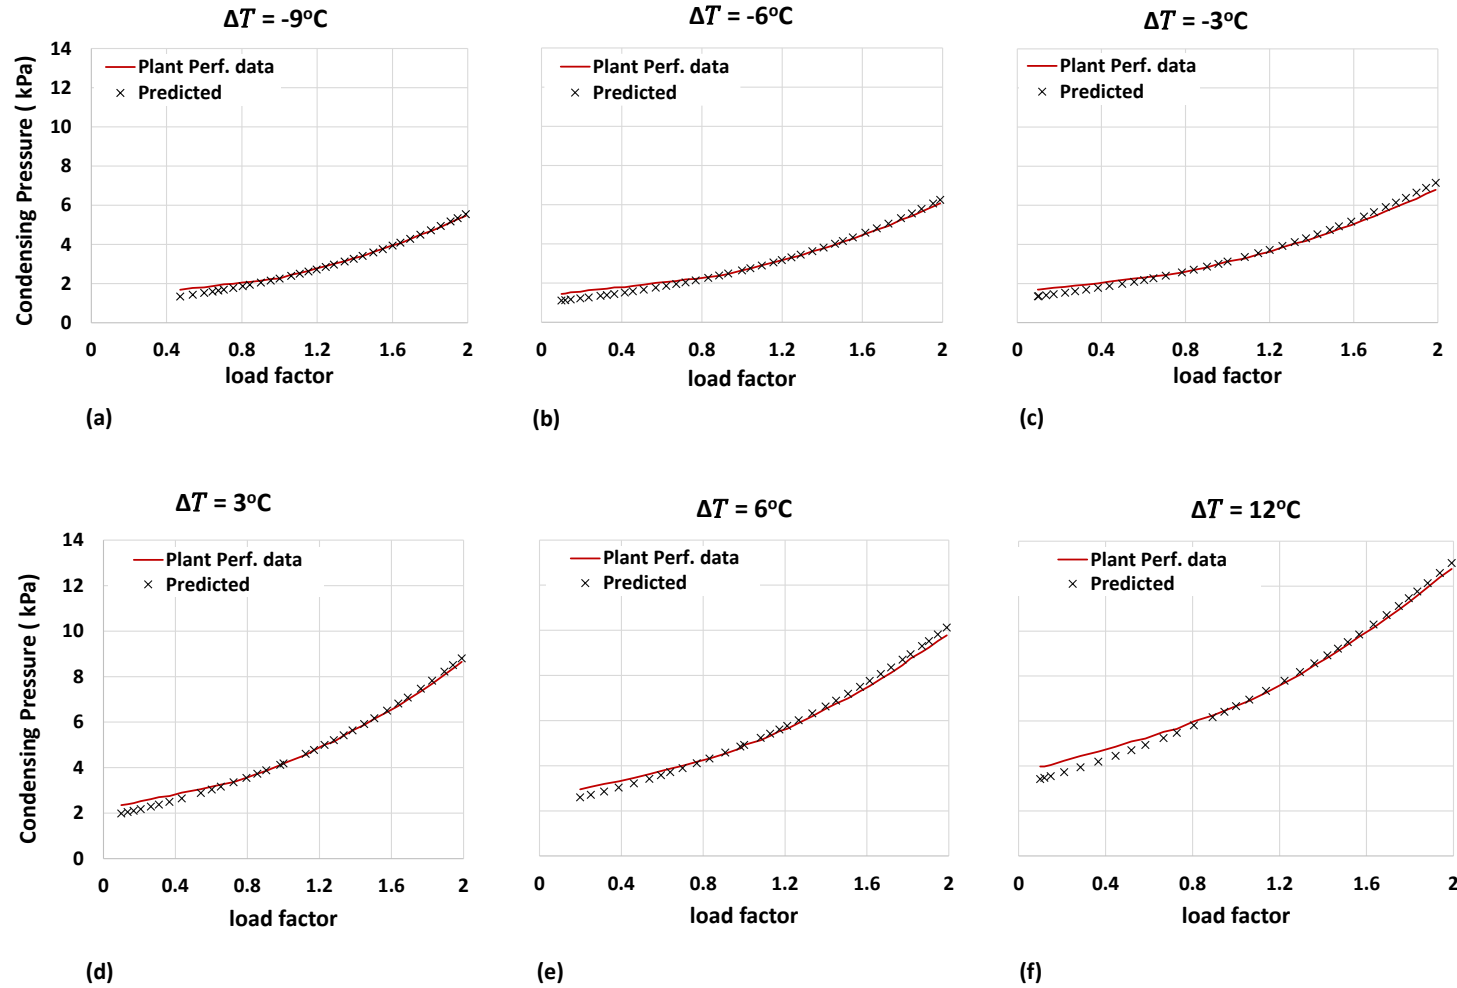 ΔT = -9°C
ΔT = -6°C
ΔT = -3°C
14
12
10
8
6
4
2
0
Condensing Pressure ( kPa)
Plant Perf. data
Predicted
0 0.4 0.8 1.2 1.6 2
load factor
(a)
Plant Perf. data
Predicted
0 0.4 0.8 1.2 1.6 2
load factor
(b)
Plant Perf. data
Predicted
0 0.4 0.8 1.2 1.6 2
load factor
(c)
ΔT = 3°C
ΔT = 6°C
ΔT = 12°C
14
12
10
8
6
4
2
0
Condensing Pressure ( kPa)
Plant Perf. data
Predicted
0 0.4 0.8 1.2 1.6 2
load factor
(d)
Plant Perf. data
Predicted
0 0.4 0.8 1.2 1.6 2
load factor
(e)
Plant Perf. data
Predicted
0 0.4 0.8 1.2 1.6 2
load factor
(f)